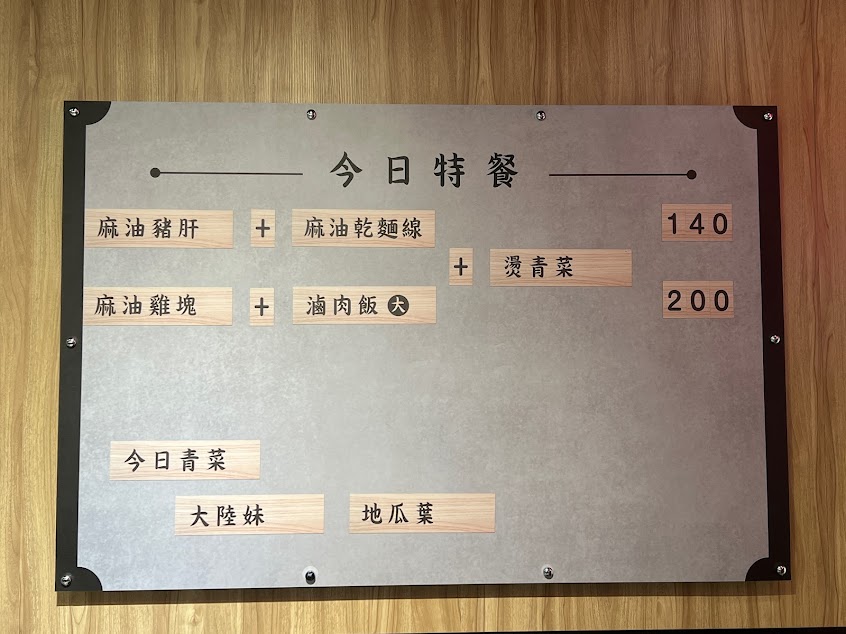 今日特餐
麻油豬肝 + 麻油乾麵線 140
+ 燙青菜
麻油雞塊 + 滷肉飯 大 200
今日青菜
大陸妹 地瓜葉